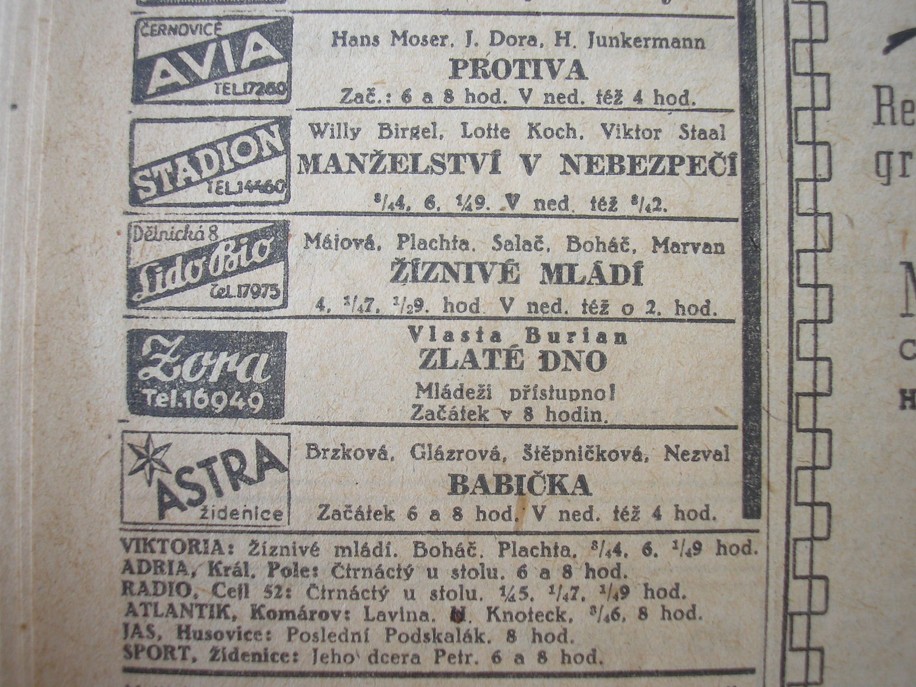 ČERNOVICE
AVIA
TEL.17260
Hans Moser, J. Dora, H. Junkermann
PROTIVA
Zač.: 6 a 8 hod. V ned. též 4 hod.
STADION
TEL.14460
Willy Birgel, Lotte Koch, Viktor Staal
MANŽELSTVÍ V NEBEZPEČÍ
³/₄4, 6, ¼9. V ned. též ³/₄2.
Dělnická 8
Lido Bio
Tel.17975
Májová, Plachta, Salač, Boháč, Marvan
ŽÍZNIVÉ MLÁDÍ
4, ¹/₄7, ¹/₂9. hod V ned. též o 2. hod.
Zora
Tel.16949
Vlasta Burian
ZLATÉ DNO
Mládeži přístupno!
Začátek v 8 hodin.
ASTRA
židenice
Brzková, Glázrová, Štěpničková, Nezval
BABIČKA
Začátek 6 a 8 hod. V ned. též 4 hod.
VIKTORIA: Žíznivé mládí. Boháč, Plachta, ³/₄4, 6, ¹/₄9 hod.
ADRIA, Král. Pole: Čtrnáctý u stolu. 6 a 8 hod.
RADIO, Cejl 52: Čtrnáctý u stolu. ¼5, ¹/₄7, ¹/₄9 hod.
ATLANTIK, Komárov: Lavina. Knoteck, ³/₄6, 8 hod.
JAS, Husovice: Poslední Podskalák. 8 hod.
SPORT, židenice: Jeho dcera Petr. 6 a 8 hod.
Re
gr